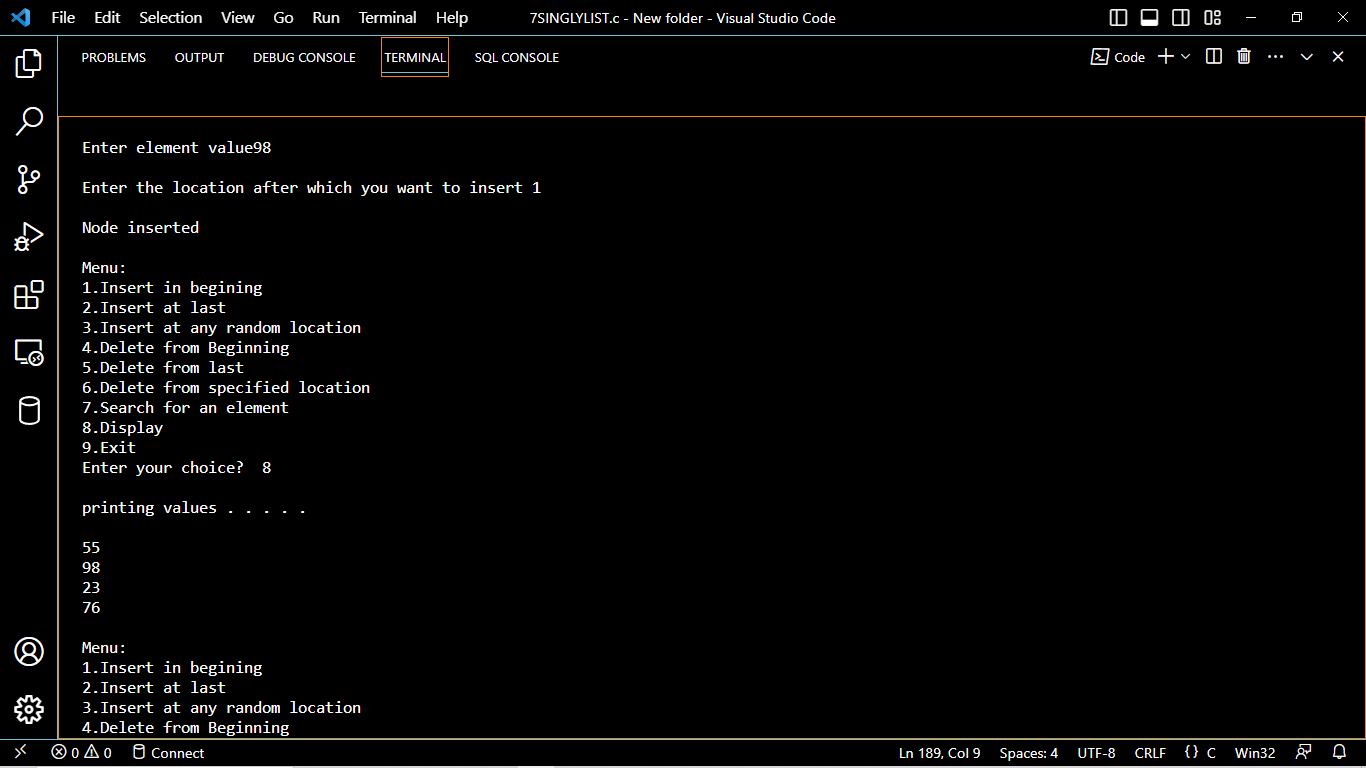 File Edit Selection View Go Run Terminal Help 7SINGLYLIST.c - New folder - Visual Studio Code
PROBLEMS OUTPUT DEBUG CONSOLE TERMINAL SQL CONSOLE Code
Enter element value98
Enter the location after which you want to insert 1
Node inserted
Menu:
1.Insert in begining
2.Insert at last
3.Insert at any random location
4.Delete from Beginning
5.Delete from last
6.Delete from specified location
7.Search for an element
8.Display
9.Exit
Enter your choice?  8
printing values . . . . .
55
98
23
76
Menu:
1.Insert in begining
2.Insert at last
3.Insert at any random location
4.Delete from Beginning
0 0 Connect Ln 189, Col 9 Spaces: 4 UTF-8 CRLF {} C Win32